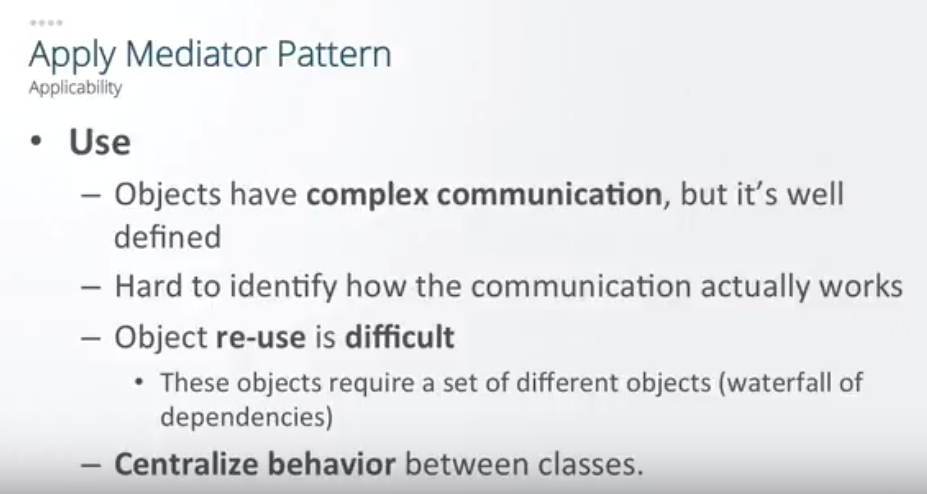 Apply Mediator Pattern
Applicability
• Use
– Objects have complex communication, but it's well
defined
– Hard to identify how the communication actually works
– Object re-use is difficult
• These objects require a set of different objects (waterfall of
dependencies)
– Centralize behavior between classes.